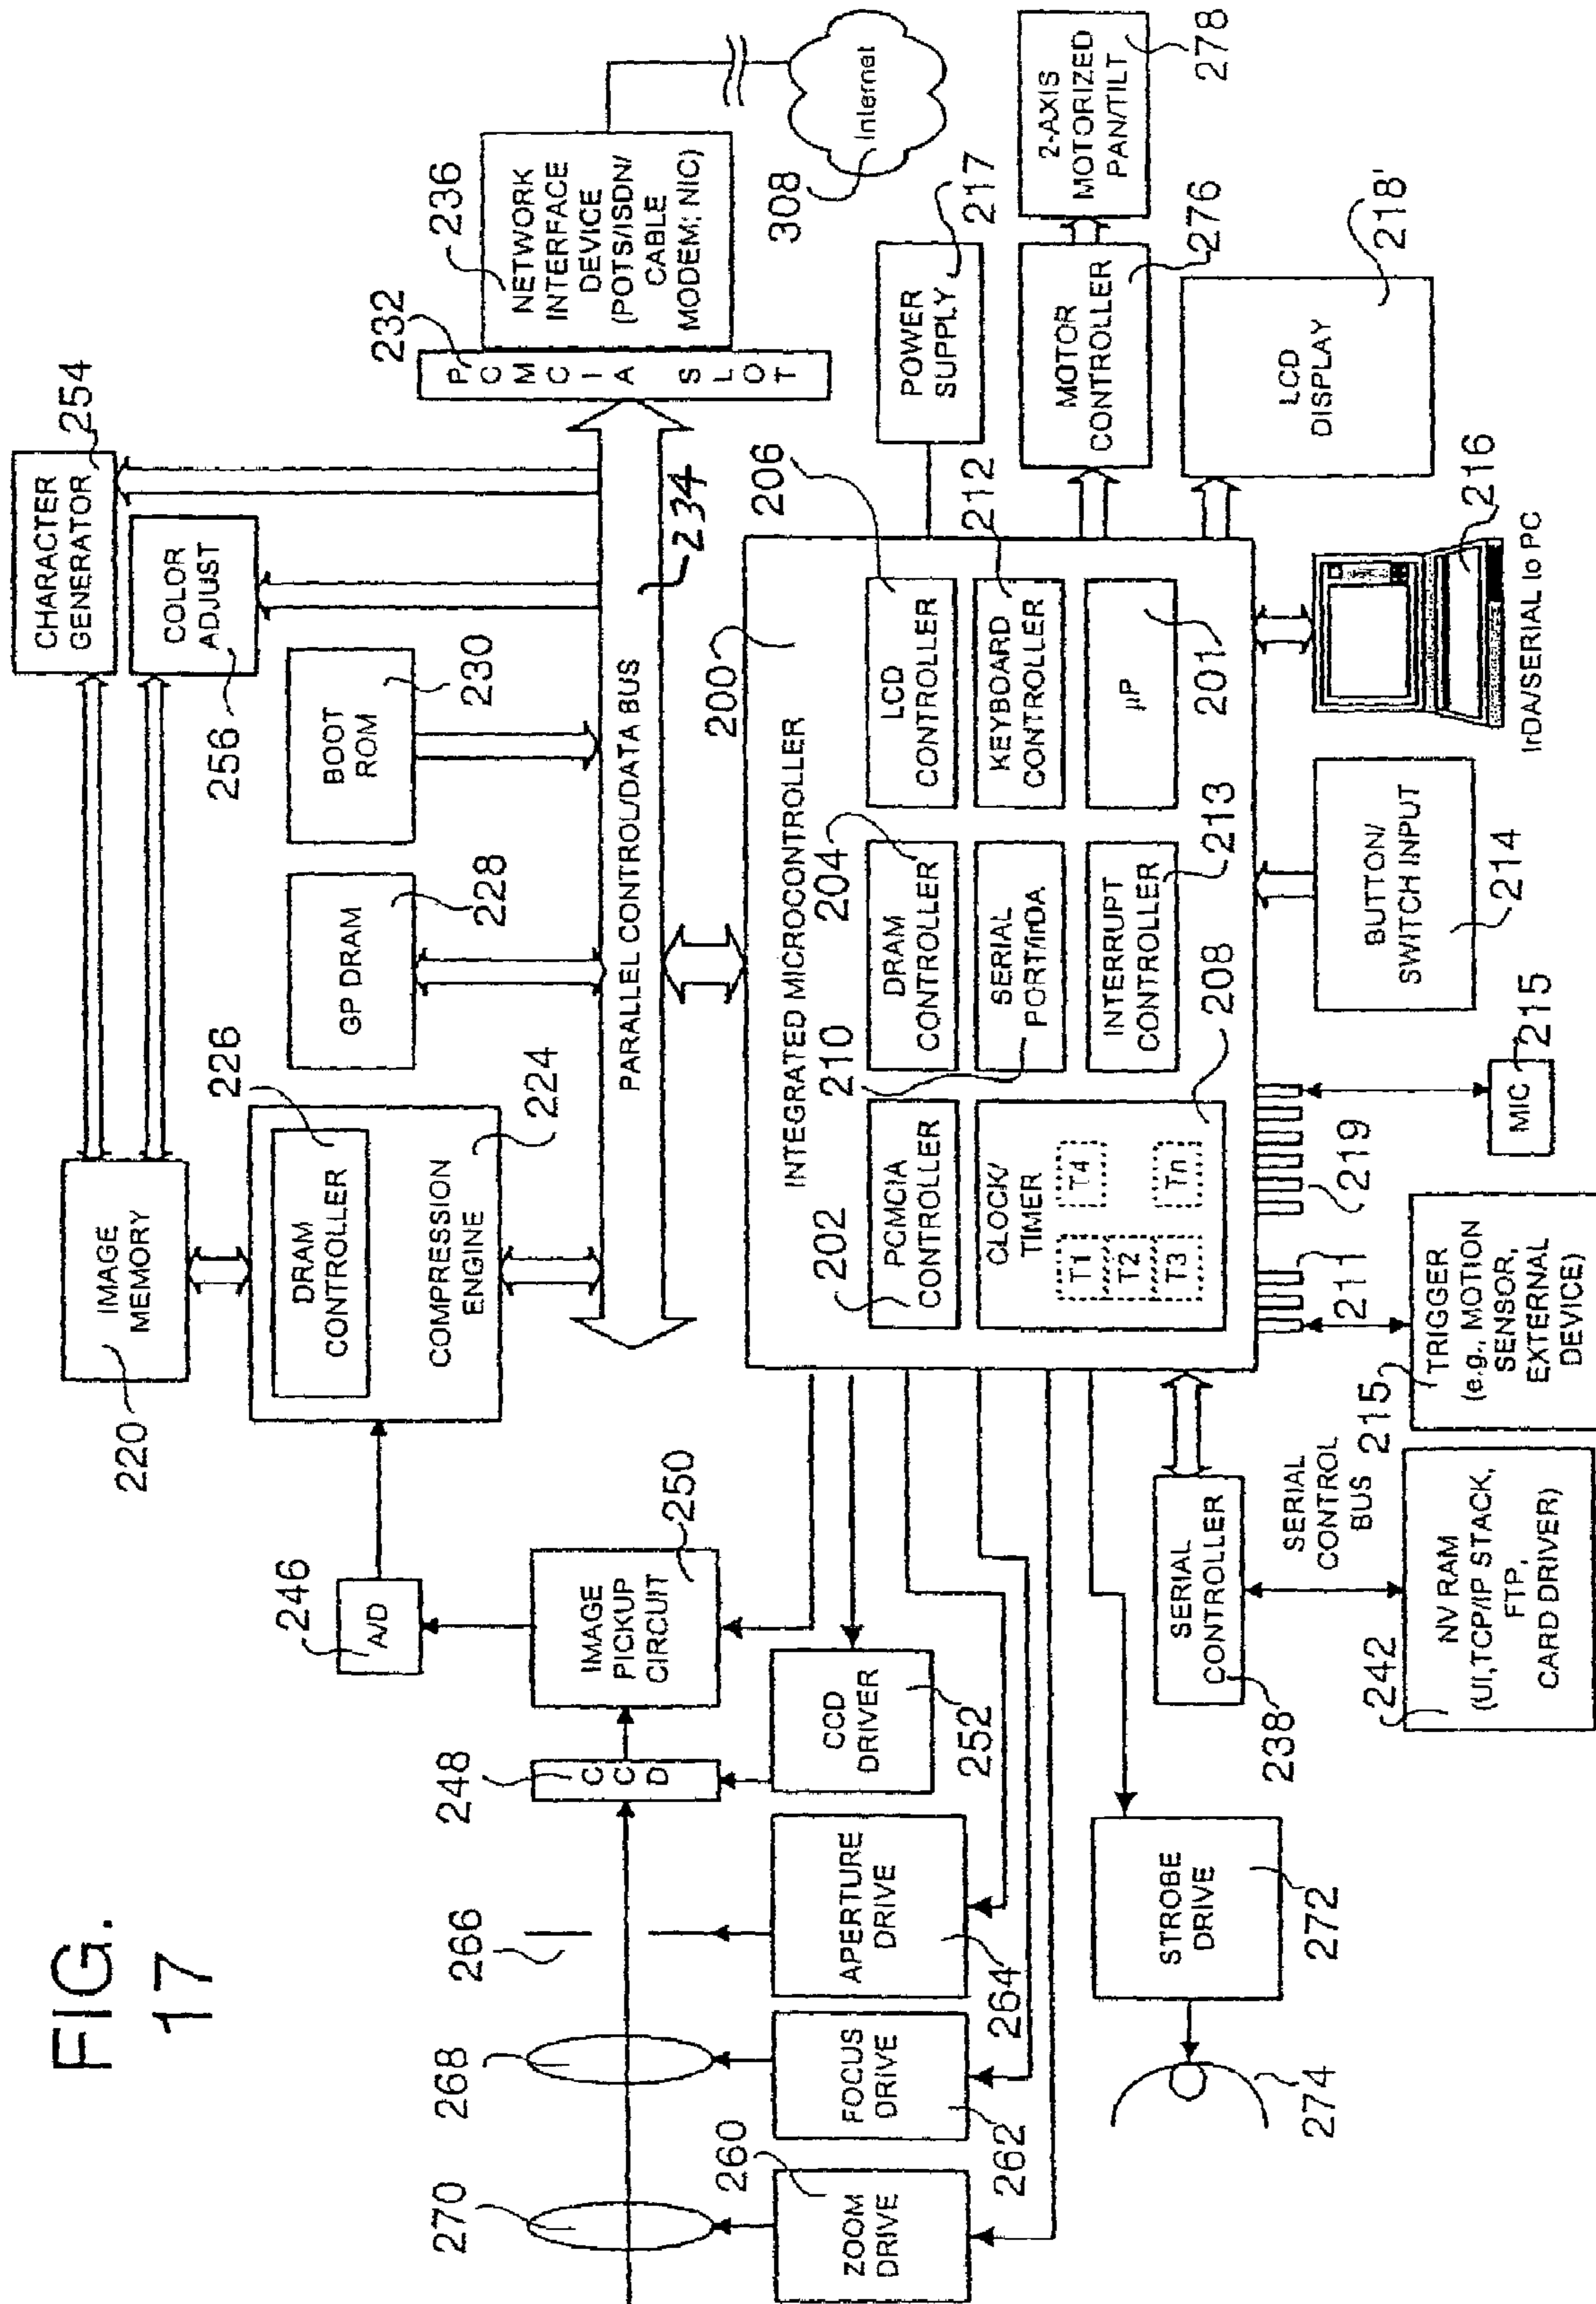 FIG.
17
CHARACTER
GENERATOR
254
COLOR
ADJUST
256
IMAGE
MEMORY
220
DRAM
CONTROLLER
226
COMPRESSION
ENGINE
224
GP DRAM
228
BOOT
ROM
230
232
PCMCIA SLOT
236
NETWORK
INTERFACE
DEVICE
(POTS/ISDN/
CABLE
MODEM; NIC)
Internet
308
PARALLEL CONTROL/DATA BUS
234
246
A/D
IMAGE
PICKUP
CIRCUIT
250
248
CCD
CCD
DRIVER
252
266
268
270
APERTURE
DRIVE
264
FOCUS
DRIVE
262
260
ZOOM
DRIVE
STROBE
DRIVE
272
274
INTEGRATED MICROCONTROLLER
200
202
PCMCIA
CONTROLLER
DRAM
CONTROLLER
204
LCD
CONTROLLER
206
CLOCK/
TIMER
T1
T2
T3
T4
Tn
208
210
SERIAL
PORT/IrDA
KEYBOARD
CONTROLLER
212
INTERRUPT
CONTROLLER
213
µP
201
POWER
SUPPLY
217
MOTOR
CONTROLLER
276
2-AXIS
MOTORIZED
PAN/TILT
278
LCD
DISPLAY
218'
SERIAL
CONTROLLER
238
SERIAL
CONTROL
BUS
242
NV RAM
(UI,TCP/IP STACK,
FTP,
CARD DRIVER)
211
215
TRIGGER
(e.g., MOTION
SENSOR,
EXTERNAL
DEVICE)
219
MIC
215
BUTTON/
SWITCH INPUT
214
216
IrDA/SERIAL to PC